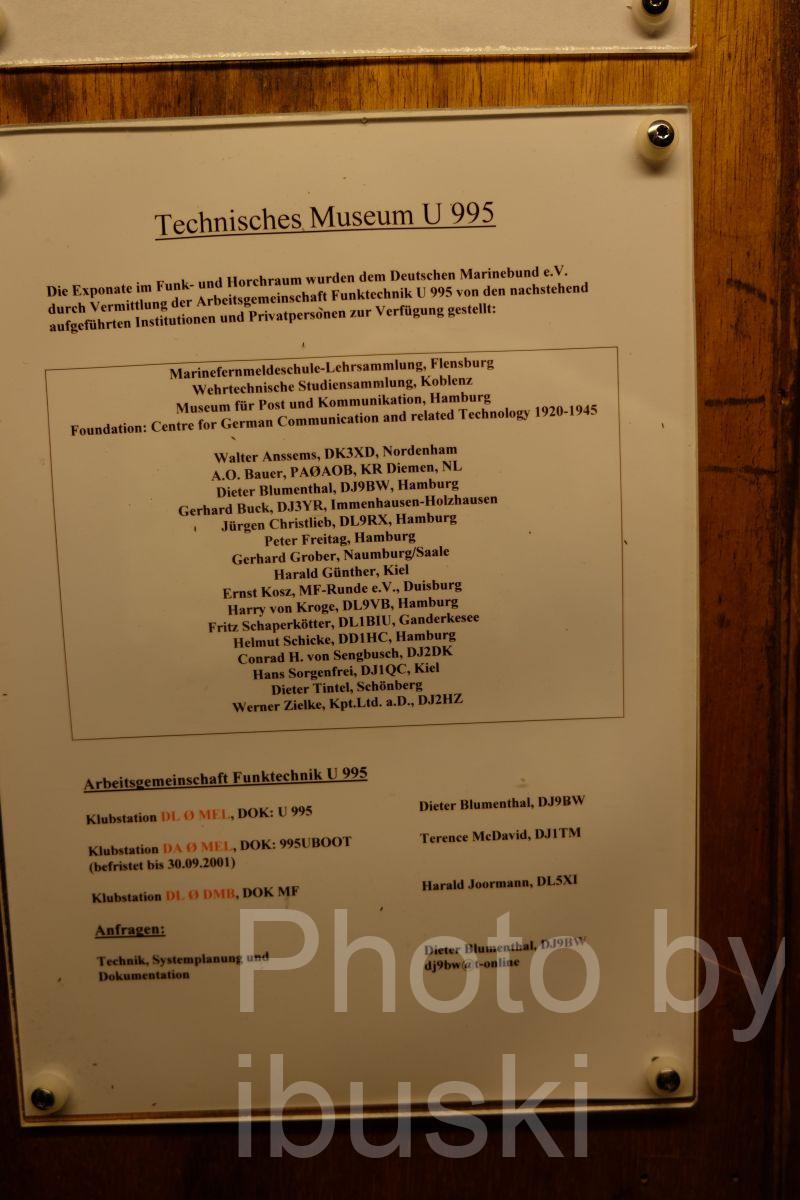 Technisches Museum U 995
Die Exponate im Funk- und Horchraum wurden dem Deutschen Marinebund e.V.
durch Vermittlung der Arbeitsgemeinschaft Funktechnik U 995 von den nachstehend
aufgeführten Institutionen und Privatpersonen zur Verfügung gestellt:
Marinefernmeldeschule-Lehrsammlung, Flensburg
Wehrtechnische Studiensammlung, Koblenz
Museum für Post und Kommunikation, Hamburg
Foundation: Centre for German Communication and related Technology 1920-1945
Walter Anssems, DK3XD, Nordenham
A.O. Bauer, PAØAOB, KR Diemen, NL
Dieter Blumenthal, DJ9BW, Hamburg
Gerhard Buck, DJ3YR, Immenhausen-Holzhausen
Jürgen Christlieb, DL9RX, Hamburg
Peter Freitag, Hamburg
Gerhard Grober, Naumburg/Saale
Harald Günther, Kiel
Ernst Kosz, MF-Runde e.V., Duisburg
Harry von Kroge, DL9VB, Hamburg
Fritz Schaperkötter, DL1BIU, Ganderkesee
Helmut Schicke, DD1HC, Hamburg
Conrad H. von Sengbusch, DJ2DK
Hans Sorgenfrei, DJ1QC, Kiel
Dieter Tintel, Schönberg
Werner Zielke, Kpt.Ltd. a.D., DJ2HZ
Arbeitsgemeinschaft Funktechnik U 995
Klubstation DL Ø MEL, DOK: U 995 Dieter Blumenthal, DJ9BW
Klubstation DA Ø MEL, DOK: 995UBOOT Terence McDavid, DJ1TM
(befristet bis 30.09.2001)
Klubstation DL Ø DMB, DOK MF Harald Joormann, DL5XI
Anfragen:
Technik, Systemplanung und Dieter Blumenthal, DJ9BW
Dokumentation dj9bw@t-online
Photo by
ibuski